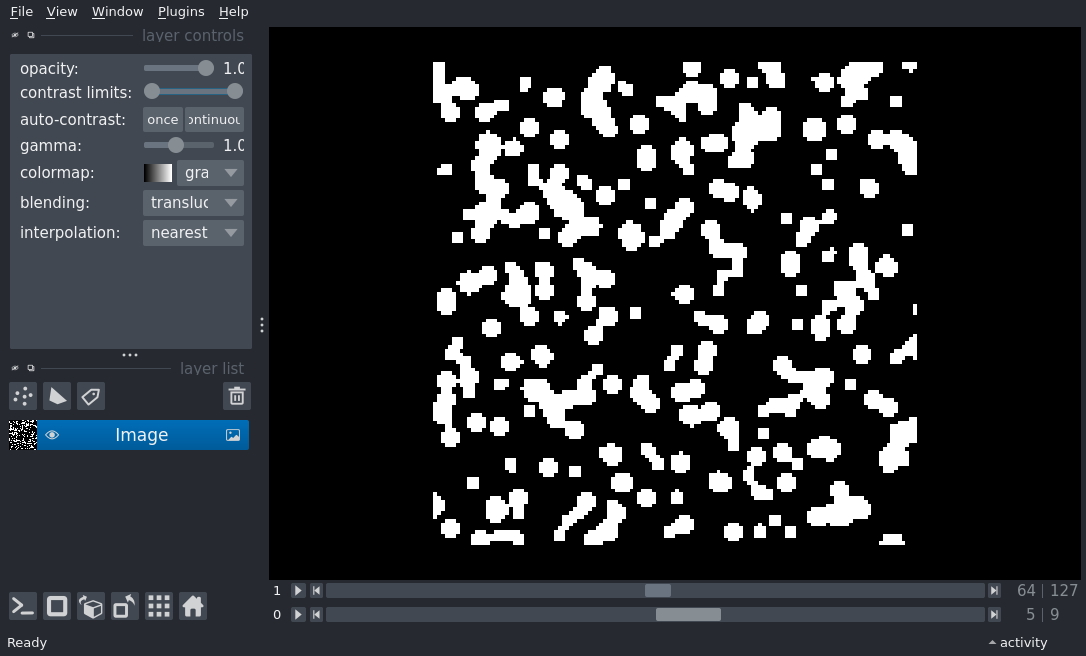 File View Window Plugins Help
layer controls
opacity: 1.0
contrast limits:
auto-contrast: once ontinuou
gamma: 1.0
colormap: gra
blending: transluc
interpolation: nearest
layer list
Image
1 64 127
0 5 9
Ready activity